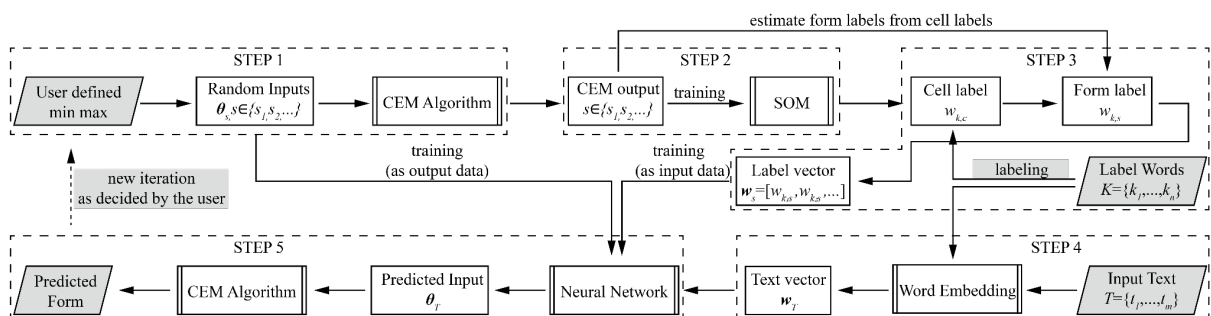 estimate form labels from cell labels
STEP 1
User defined
min max
Random Inputs
θs,s∈{s1,s2,...}
CEM Algorithm
STEP 2
CEM output
s∈{s1,s2,...}
training
SOM
STEP 3
Cell label
wk,c
Form label
wk,s
training
(as output data)
training
(as input data)
Label vector
ws=[wk1s,wk2s,...]
labeling
Label Words
K={k1,...,kn}
new iteration
as decided by the user
STEP 5
Predicted
Form
CEM Algorithm
Predicted Input
θT
Neural Network
STEP 4
Text vector
wT
Word Embedding
Input Text
T={t1,...,tm}